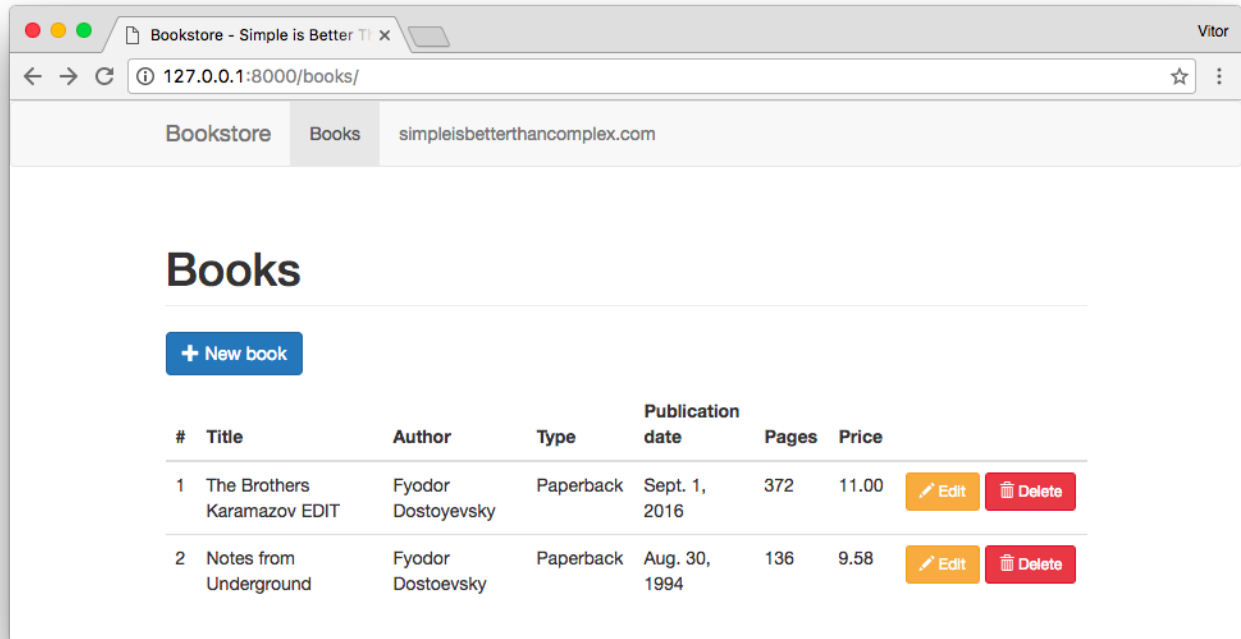 Bookstore - Simple is Better Th
Vitor
127.0.0.1:8000/books/
Bookstore Books simpleisbetterthancomplex.com
Books
New book
# Title Author Type Publication date Pages Price
1 The Brothers Karamazov EDIT Fyodor Dostoyevsky Paperback Sept. 1, 2016 372 11.00 Edit Delete
2 Notes from Underground Fyodor Dostoevsky Paperback Aug. 30, 1994 136 9.58 Edit Delete